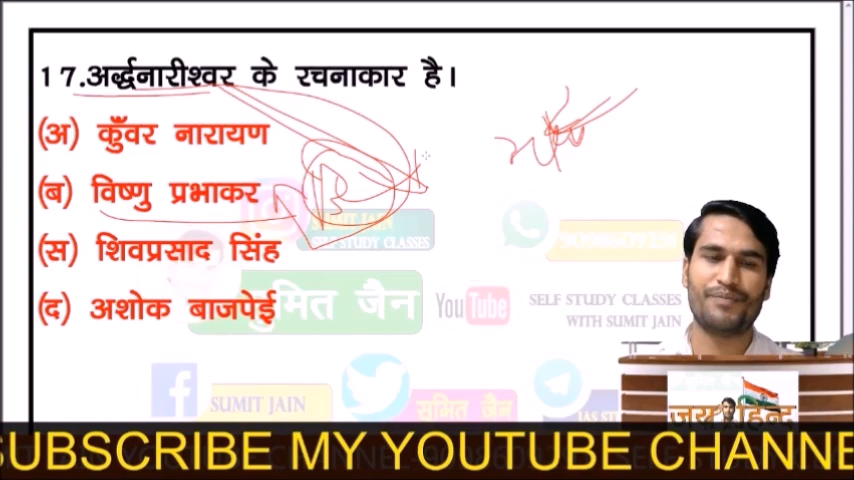 17.अर्द्धनारीश्वर के रचनाकार है।
(अ) कुँवर नारायण
(ब) विष्णु प्रभाकर
(स) शिवप्रसाद सिंह
(द) अशोक बाजपेई
SUMIT JAIN
SELF STUDY CLASSES
सुमित जैन
YouTube
SELF STUDY CLASSES
WITH SUMIT JAIN
SUMIT JAIN
सुमित जैन
IAS
जय हिन्द
SUBSCRIBE MY YOUTUBE CHANNE